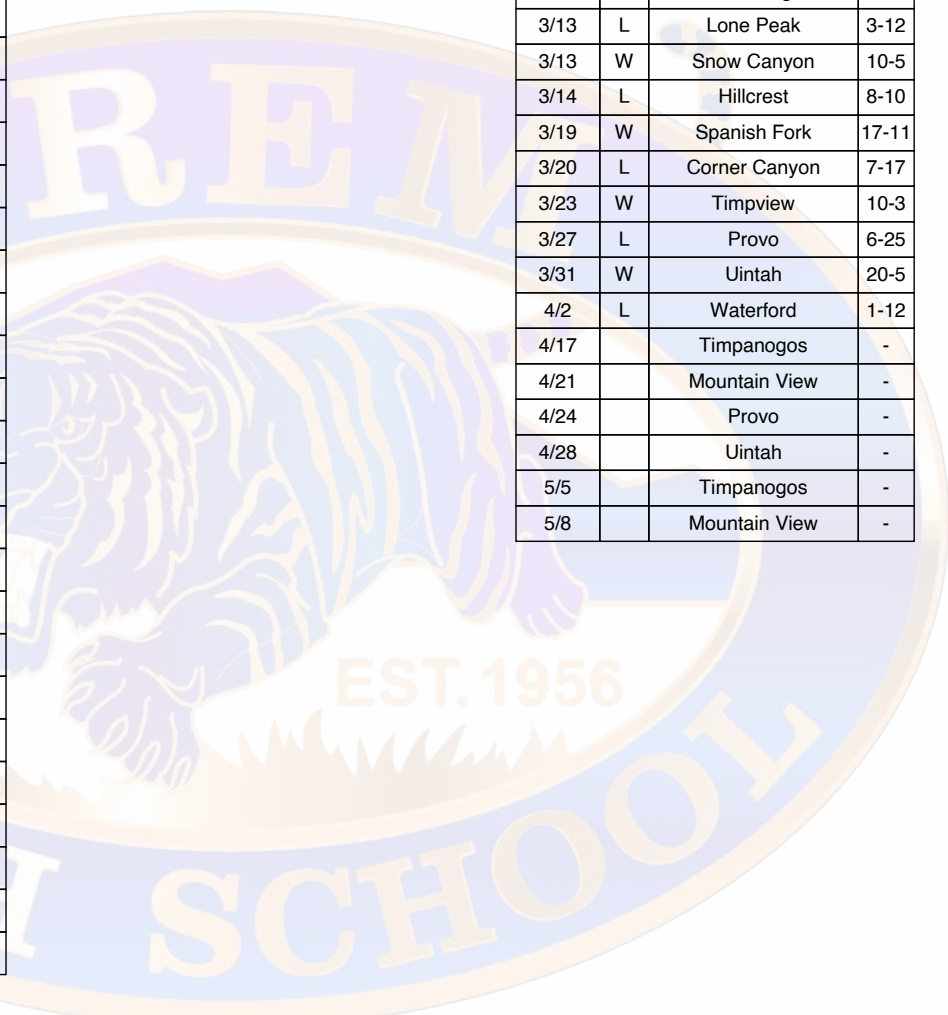 3/13 L Lone Peak 3-12
3/13 W Snow Canyon 10-5
3/14 L Hillcrest 8-10
3/19 W Spanish Fork 17-11
3/20 L Corner Canyon 7-17
3/23 W Timpview 10-3
3/27 L Provo 6-25
3/31 W Uintah 20-5
4/2 L Waterford 1-12
4/17 Timpanogos -
4/21 Mountain View -
4/24 Provo -
4/28 Uintah -
5/5 Timpanogos -
5/8 Mountain View -
REM
EST. 1956
H SCHOOL